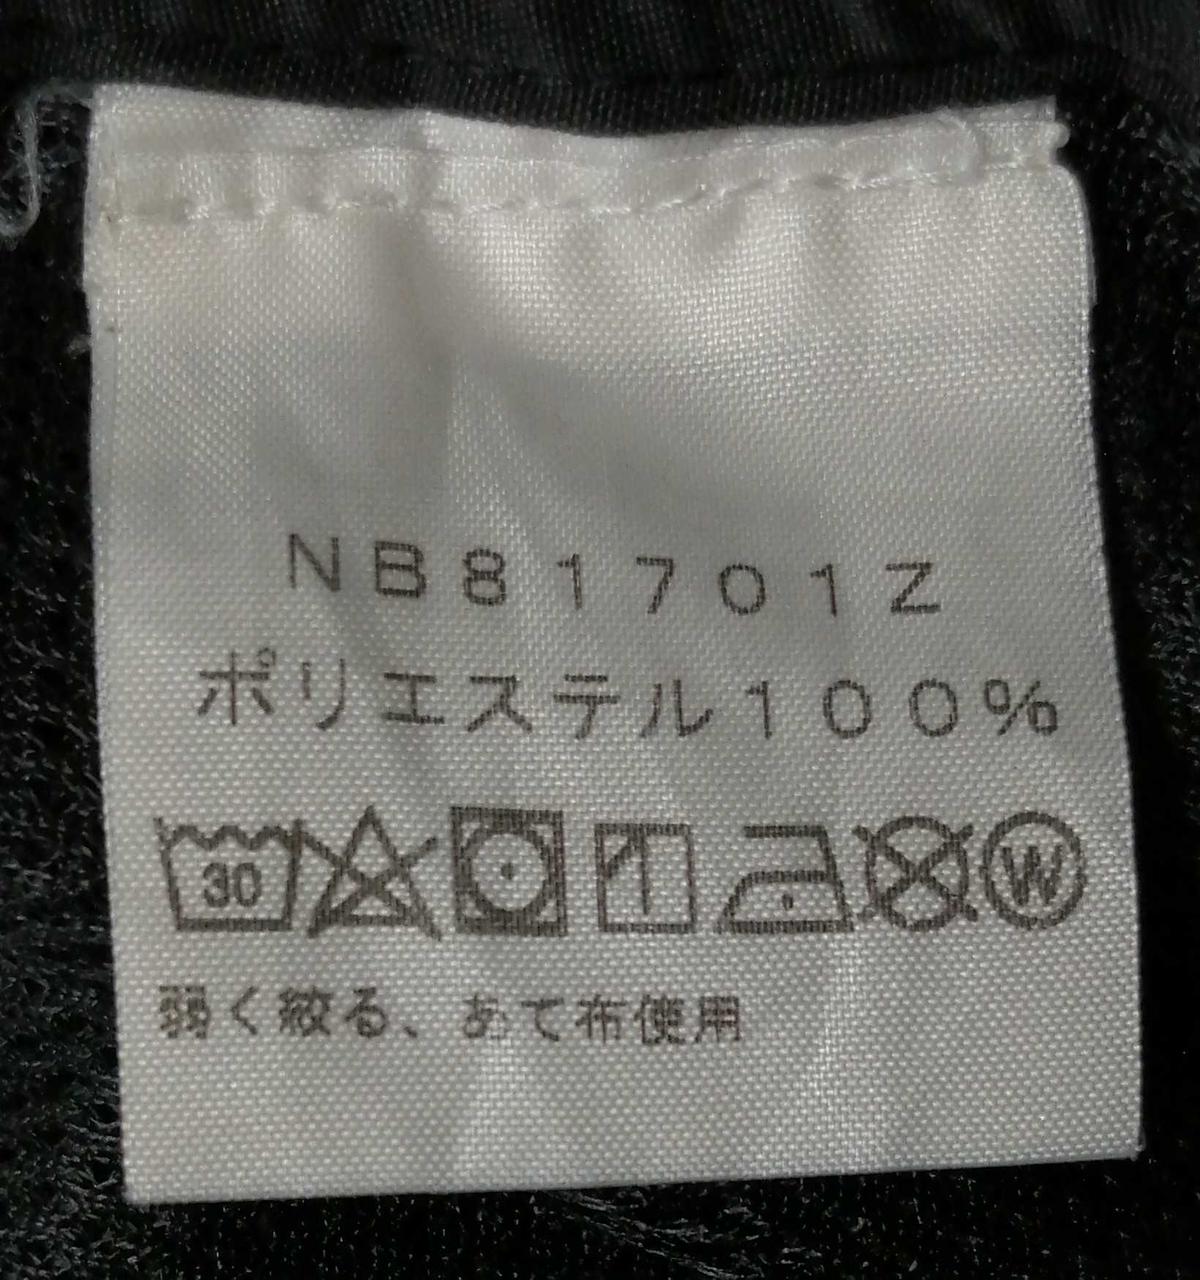 NB81701Z
ポリエステル100%
30 W
弱く絞る、あて布使用